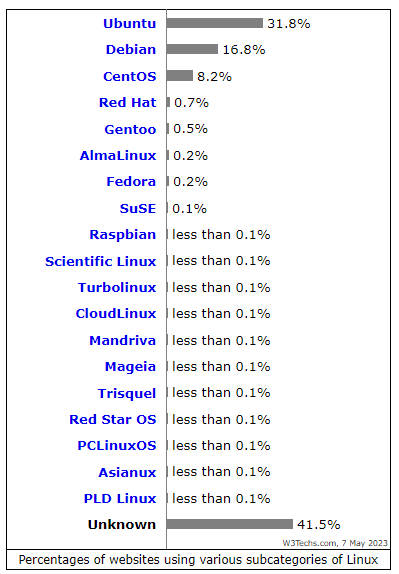 Ubuntu 31.8%
Debian 16.8%
CentOS 8.2%
Red Hat 0.7%
Gentoo 0.5%
AlmaLinux 0.2%
Fedora 0.2%
SuSE 0.1%
Raspbian less than 0.1%
Scientific Linux less than 0.1%
Turbolinux less than 0.1%
CloudLinux less than 0.1%
Mandriva less than 0.1%
Mageia less than 0.1%
Trisquel less than 0.1%
Red Star OS less than 0.1%
PCLinuxOS less than 0.1%
Asianux less than 0.1%
PLD Linux less than 0.1%
Unknown 41.5%
W3Techs.com, 7 May 2023
Percentages of websites using various subcategories of Linux